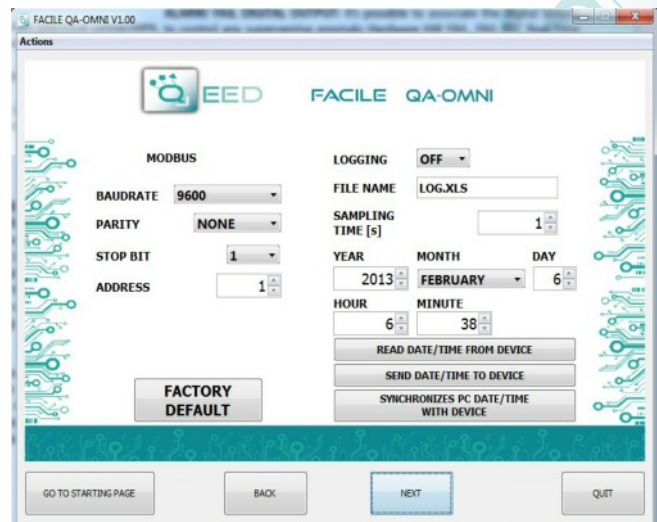 FACILE QA-OMNI V1.00
Actions
QEED
FACILE QA-OMNI
MODBUS
BAUDRATE 9600
PARITY NONE
STOP BIT 1
ADDRESS 1
FACTORY
DEFAULT
LOGGING OFF
FILE NAME LOG.XLS
SAMPLING
TIME [s] 1
YEAR MONTH DAY
2013 FEBRUARY 6
HOUR MINUTE
6 38
READ DATE/TIME FROM DEVICE
SEND DATE/TIME TO DEVICE
SYNCHRONIZES PC DATE/TIME
WITH DEVICE
GO TO STARTING PAGE BACK NEXT QUIT